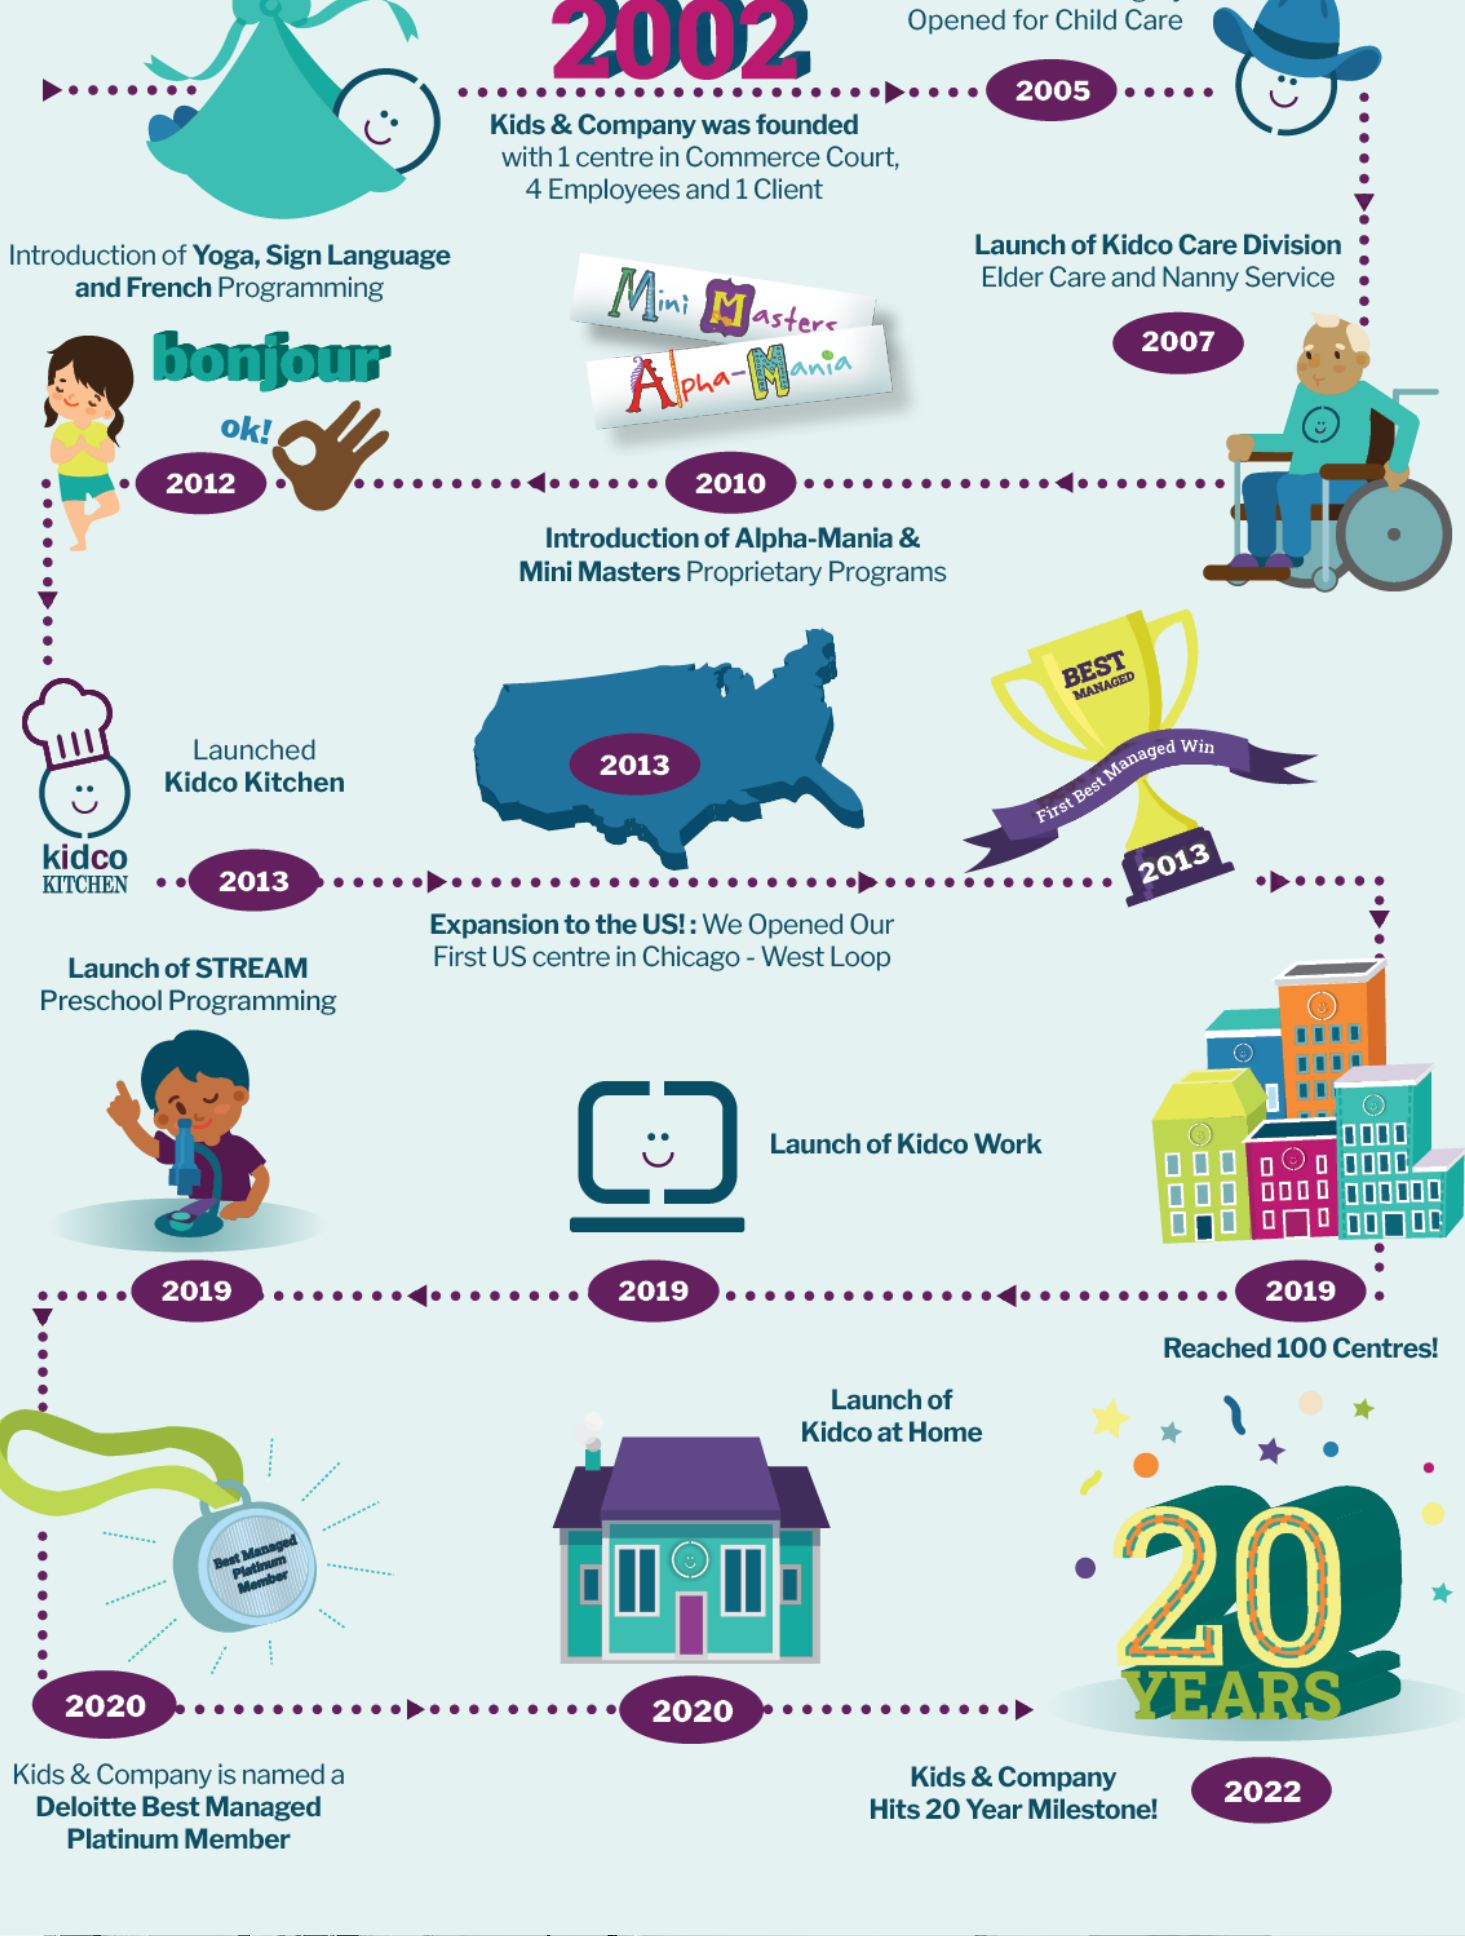 2002
Opened for Child Care
2005
Kids & Company was founded
with 1 centre in Commerce Court,
4 Employees and 1 Client
Launch of Kidco Care Division
Elder Care and Nanny Service
2007
Mini Masters
Alpha-Mania
2010
Introduction of Alpha-Mania &
Mini Masters Proprietary Programs
Introduction of Yoga, Sign Language
and French Programming
bonjour
ok!
2012
Launched
Kidco Kitchen
kidco
KITCHEN
2013
2013
Expansion to the US! : We Opened Our
First US centre in Chicago - West Loop
BEST
MANAGED
First Best Managed Win
2013
2019
Reached 100 Centres!
Launch of Kidco Work
2019
Launch of STREAM
Preschool Programming
2019
Best Managed
Platinum
Member
2020
Kids & Company is named a
Deloitte Best Managed
Platinum Member
Launch of
Kidco at Home
2020
20
YEARS
Kids & Company
Hits 20 Year Milestone!
2022